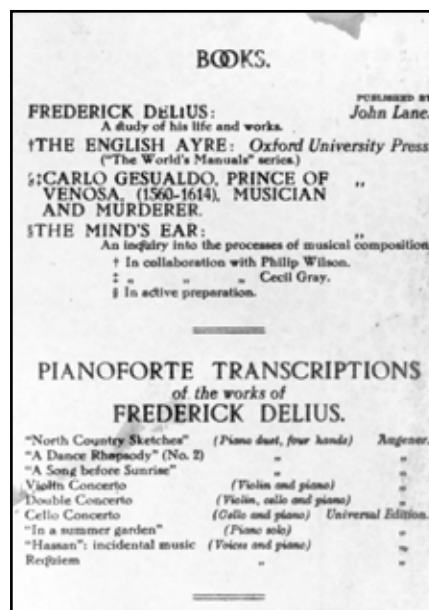 BOOKS.
PUBLISHED BY
FREDERICK DELIUS: John Lane.
A study of his life and works.
†THE ENGLISH AYRE: Oxford University Press
("The World's Manuals" series.)
§‡CARLO GESUALDO, PRINCE OF „
VENOSA, (1560-1614), MUSICIAN
AND MURDERER.
§THE MIND'S EAR: „
An inquiry into the processes of musical composition
† In collaboration with Philip Wilson.
‡ „ „ „ Cecil Gray.
§ In active preparation.
PIANOFORTE TRANSCRIPTIONS
of the works of
FREDERICK DELIUS.
"North Country Sketches" (Piano duet, four hands) Augener.
"A Dance Rhapsody" (No. 2) „ „
"A Song before Sunrise" „ „
Violin Concerto (Violin and piano) „
Double Concerto (Violin, cello and piano) „
Cello Concerto (Cello and piano) Universal Edition.
"In a summer garden" (Piano solo) „
"Hassan": incidental music (Voices and piano) „
Requiem „ „